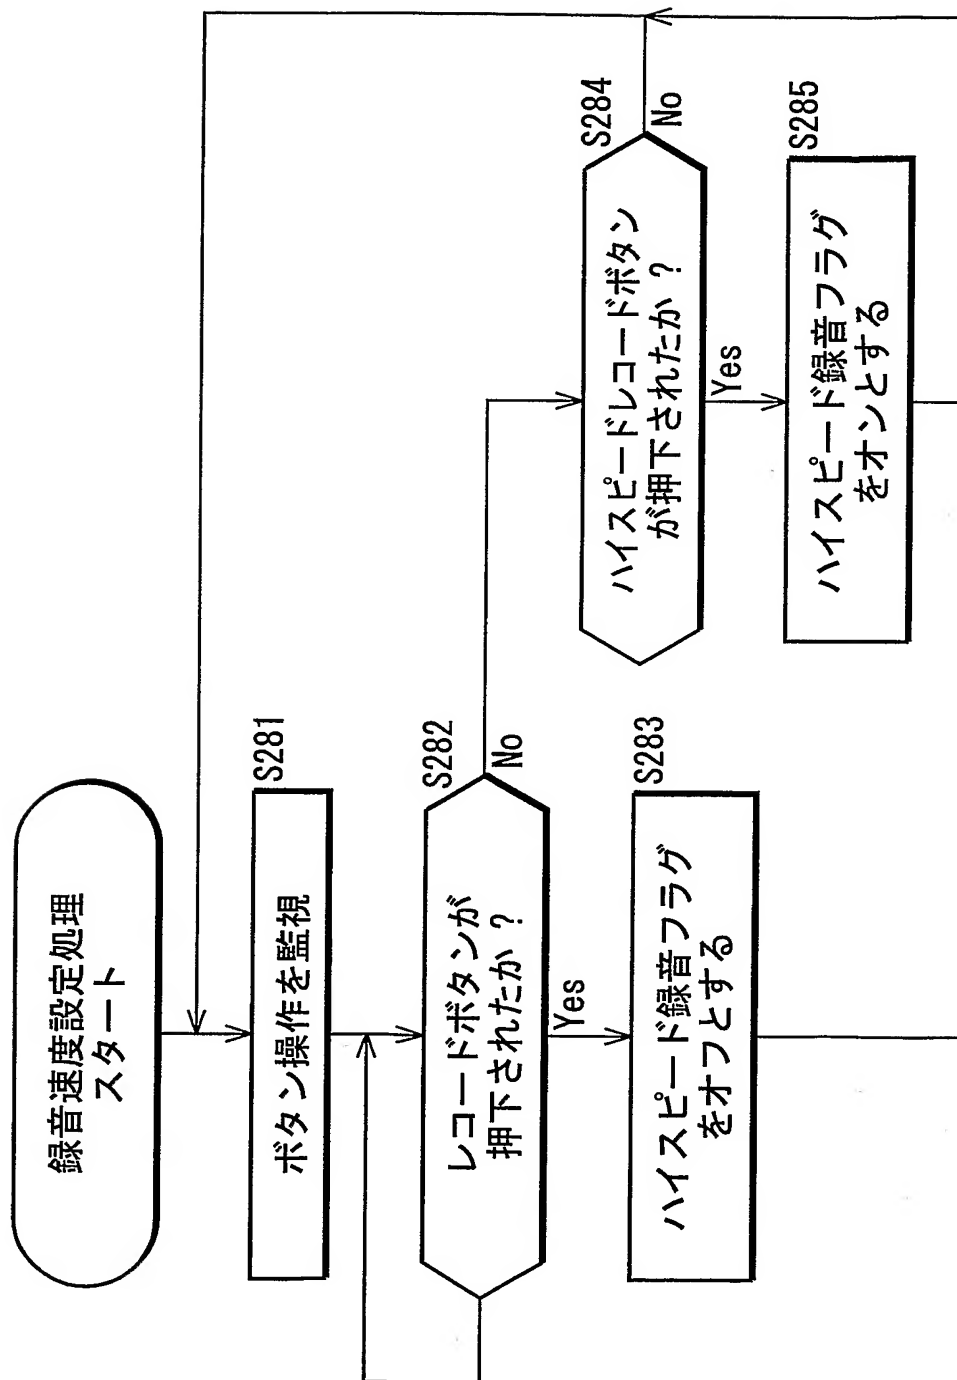 録音速度設定処理
スタート
S281
ボタン操作を監視
S282
レコードボタンが
押下されたか ?
No
Yes
S283
ハイスピード録音フラグ
をオフとする
S284
ハイスピードレコードボタン
が押下されたか ?
No
Yes
S285
ハイスピード録音フラグ
をオンとする